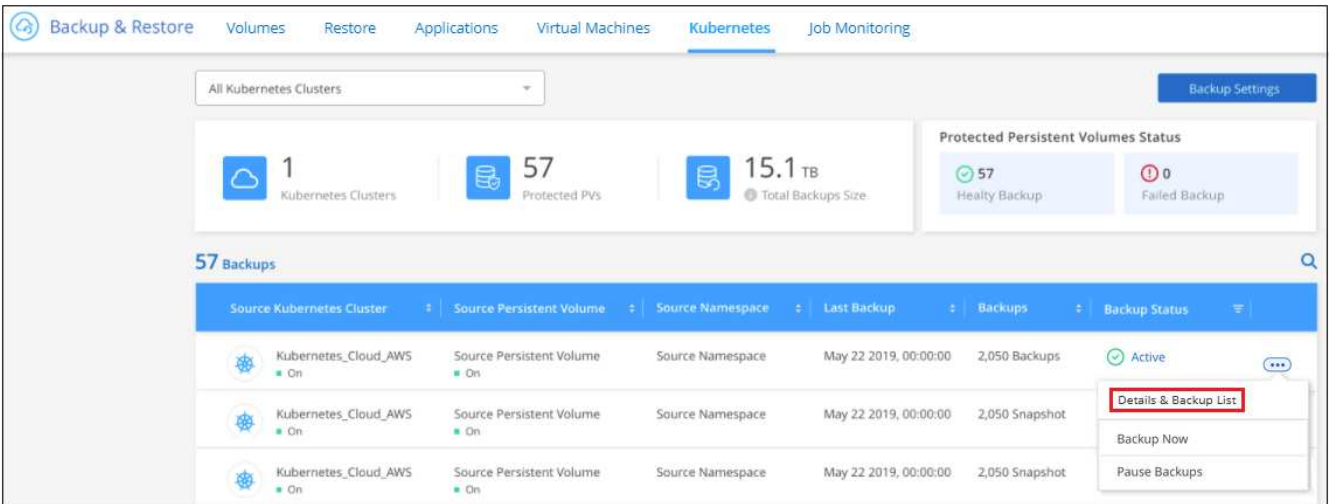 Backup & Restore Volumes Restore Applications Virtual Machines Kubernetes Job Monitoring
All Kubernetes Clusters
Backup Settings
1
Kubernetes Clusters
57
Protected PVs
15.1 TB
Total Backups Size
Protected Persistent Volumes Status
57
Healty Backup
0
Failed Backup
57 Backups
Source Kubernetes Cluster Source Persistent Volume Source Namespace Last Backup Backups Backup Status
Kubernetes_Cloud_AWS Source Persistent Volume Source Namespace May 22 2019, 00:00:00 2,050 Backups Active
On On
Details & Backup List
Kubernetes_Cloud_AWS Source Persistent Volume Source Namespace May 22 2019, 00:00:00 2,050 Snapshot
On On
Backup Now
Kubernetes_Cloud_AWS Source Persistent Volume Source Namespace May 22 2019, 00:00:00 2,050 Snapshot
On On
Pause Backups